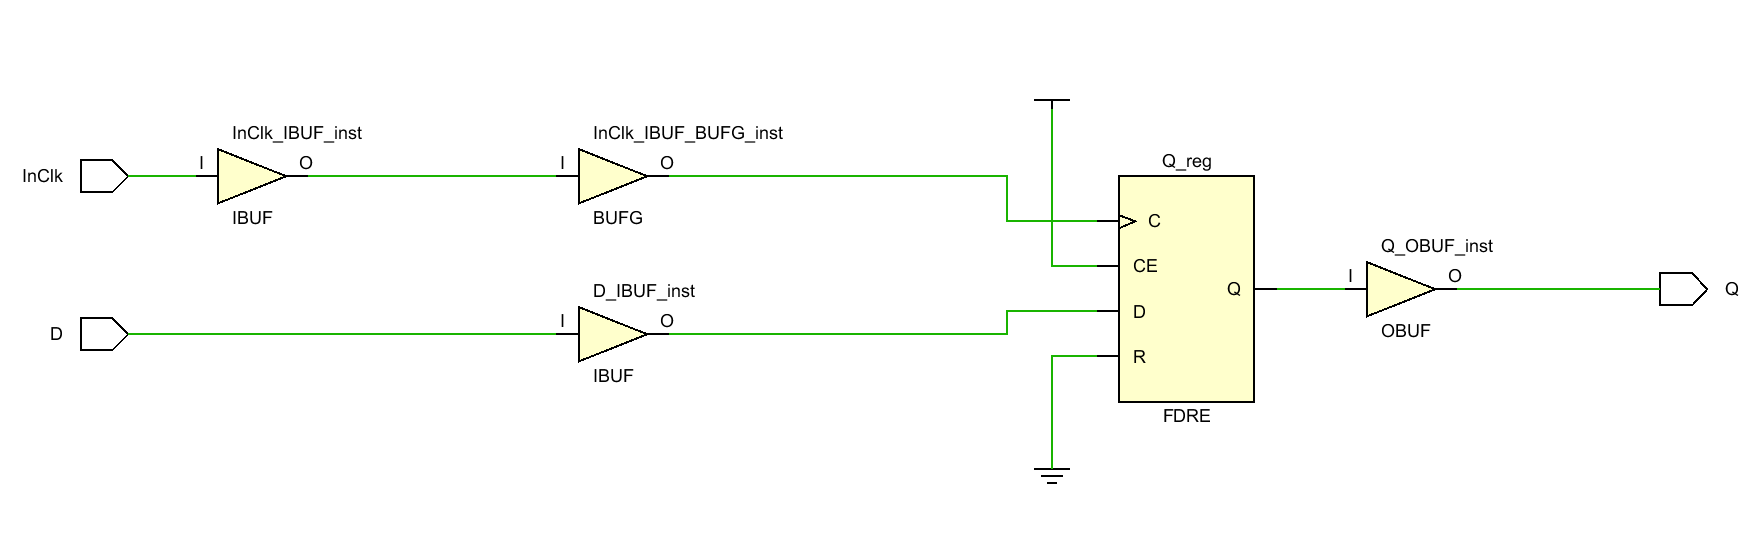 InClk_IBUF_inst
InClk_IBUF_BUFG_inst
Q_reg
InClk
I
O
IBUF
I
O
BUFG
D
D_IBUF_inst
I
O
IBUF
C
CE
D
R
Q
FDRE
Q_OBUF_inst
I
O
OBUF
Q